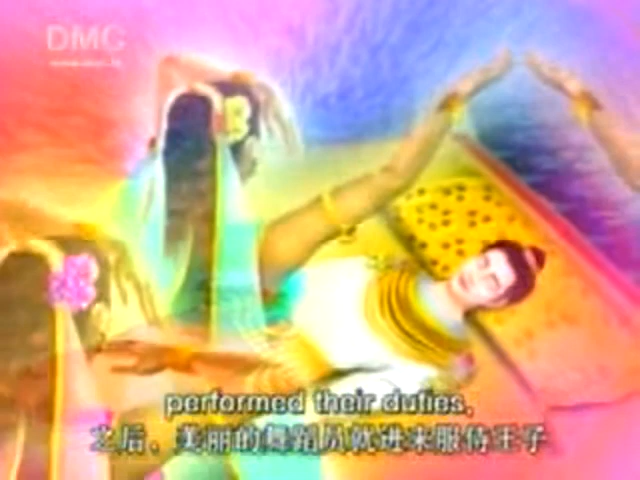 DMC
performed their duties,
之后，美丽的舞蹈员就进来服侍王子